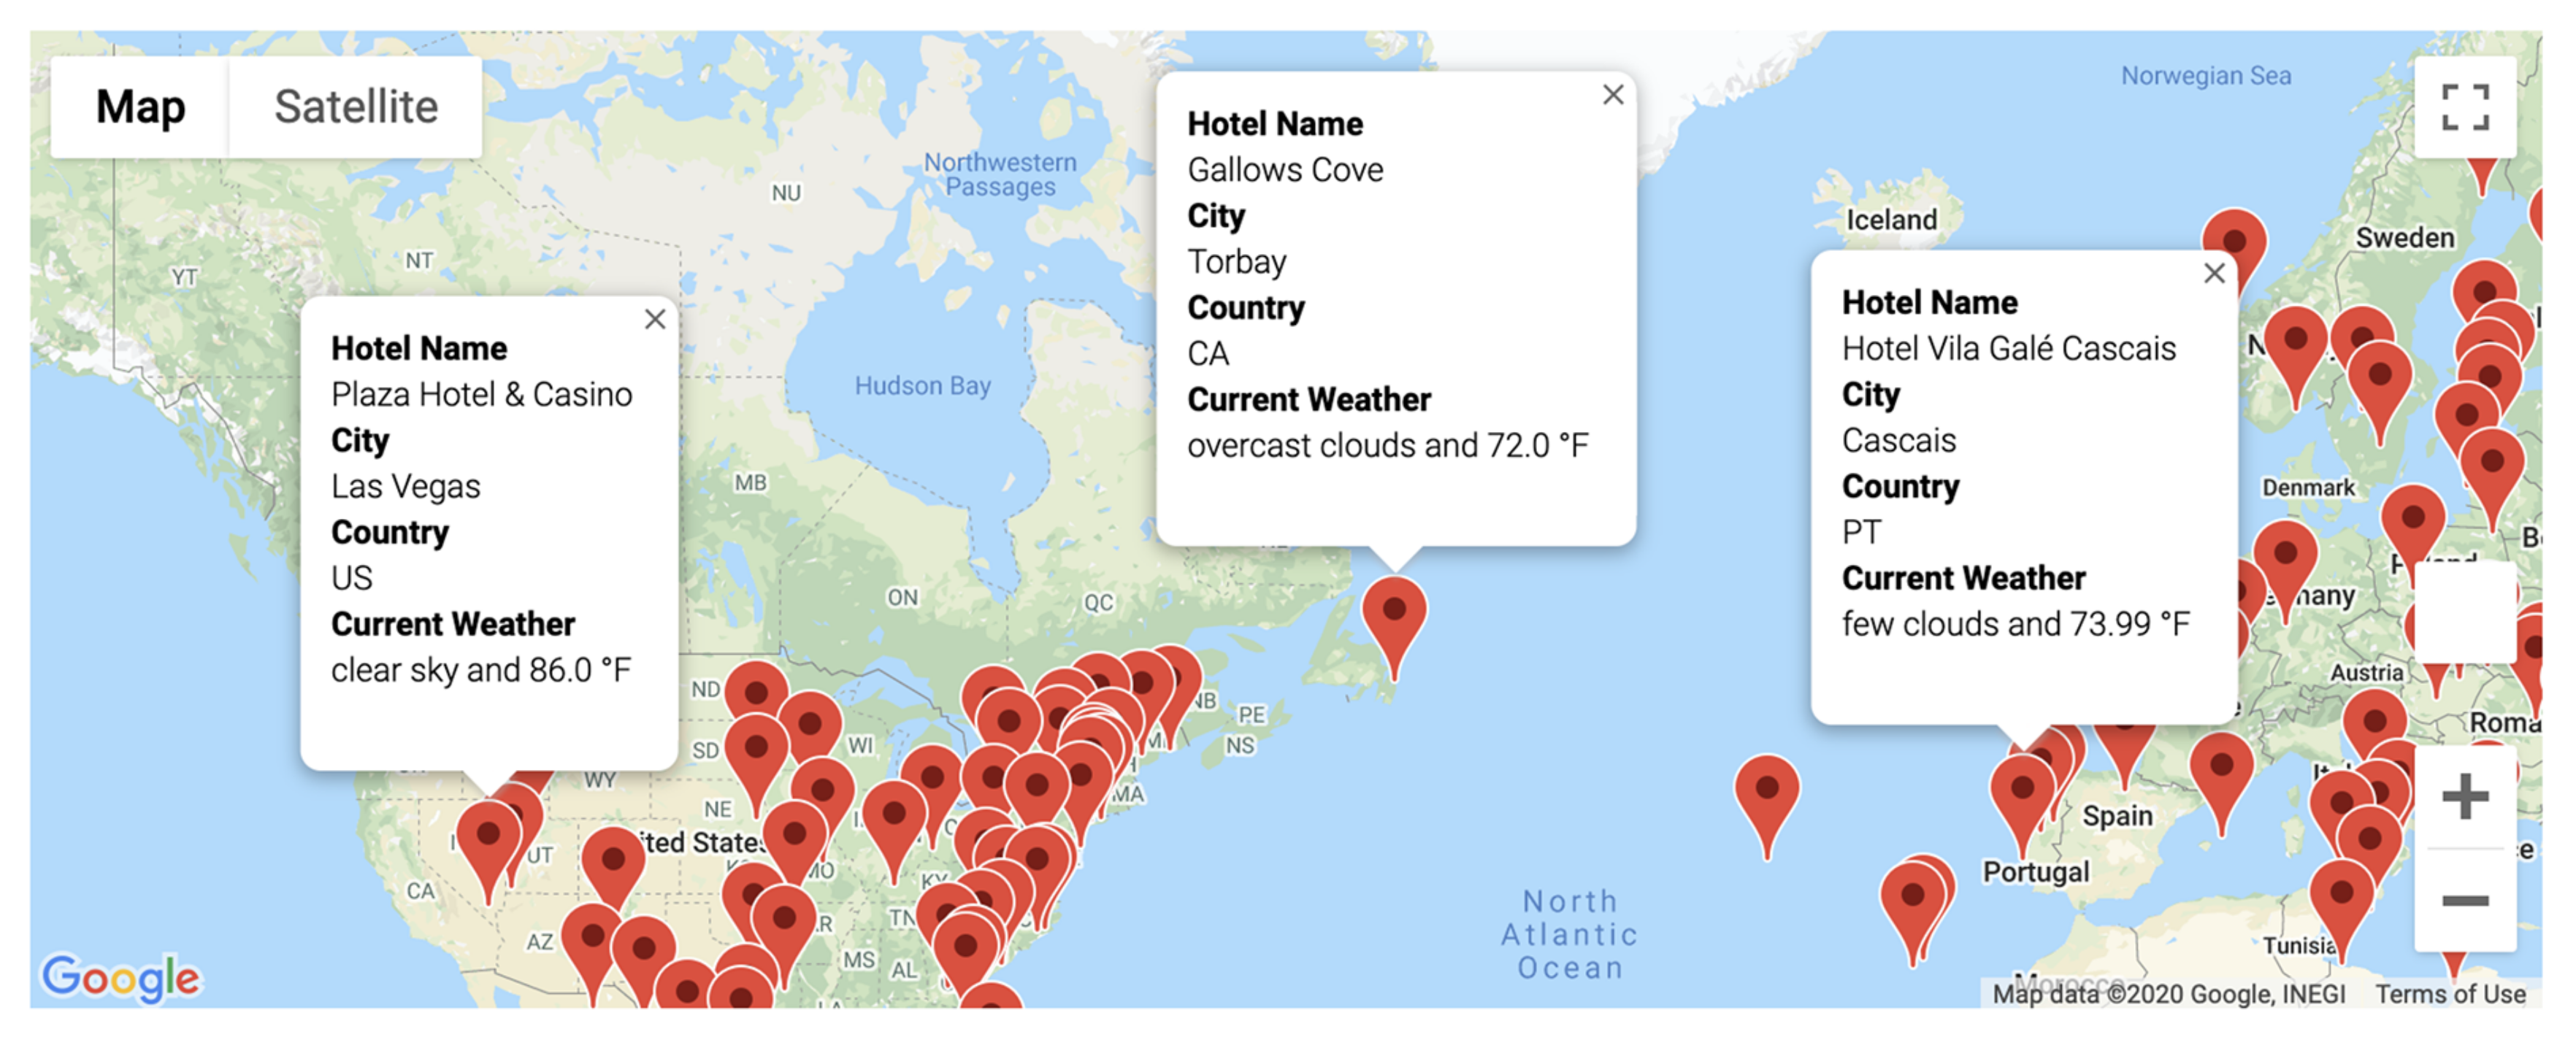 Map
Satellite
Hotel Name
Plaza Hotel & Casino
City
Las Vegas
Country
US
Current Weather
clear sky and 86.0 °F
Hotel Name
Gallows Cove
City
Torbay
Country
CA
Current Weather
overcast clouds and 72.0 °F
Hotel Name
Hotel Vila Galé Cascais
City
Cascais
Country
PT
Current Weather
few clouds and 73.99 °F
Norwegian Sea
Northwestern
Passages
NU
NT
YT
Iceland
Sweden
Hudson Bay
MB
ON
QC
Denmark
Austria
ND
SD
WI
NB
PE
NS
WY
NE
MA
UT
CA
AZ
KY
TN
MS
AL
Spain
Portugal
Tunisia
Morocco
North
Atlantic
Ocean
Google
Map data ©2020 Google, INEGI
Terms of Use